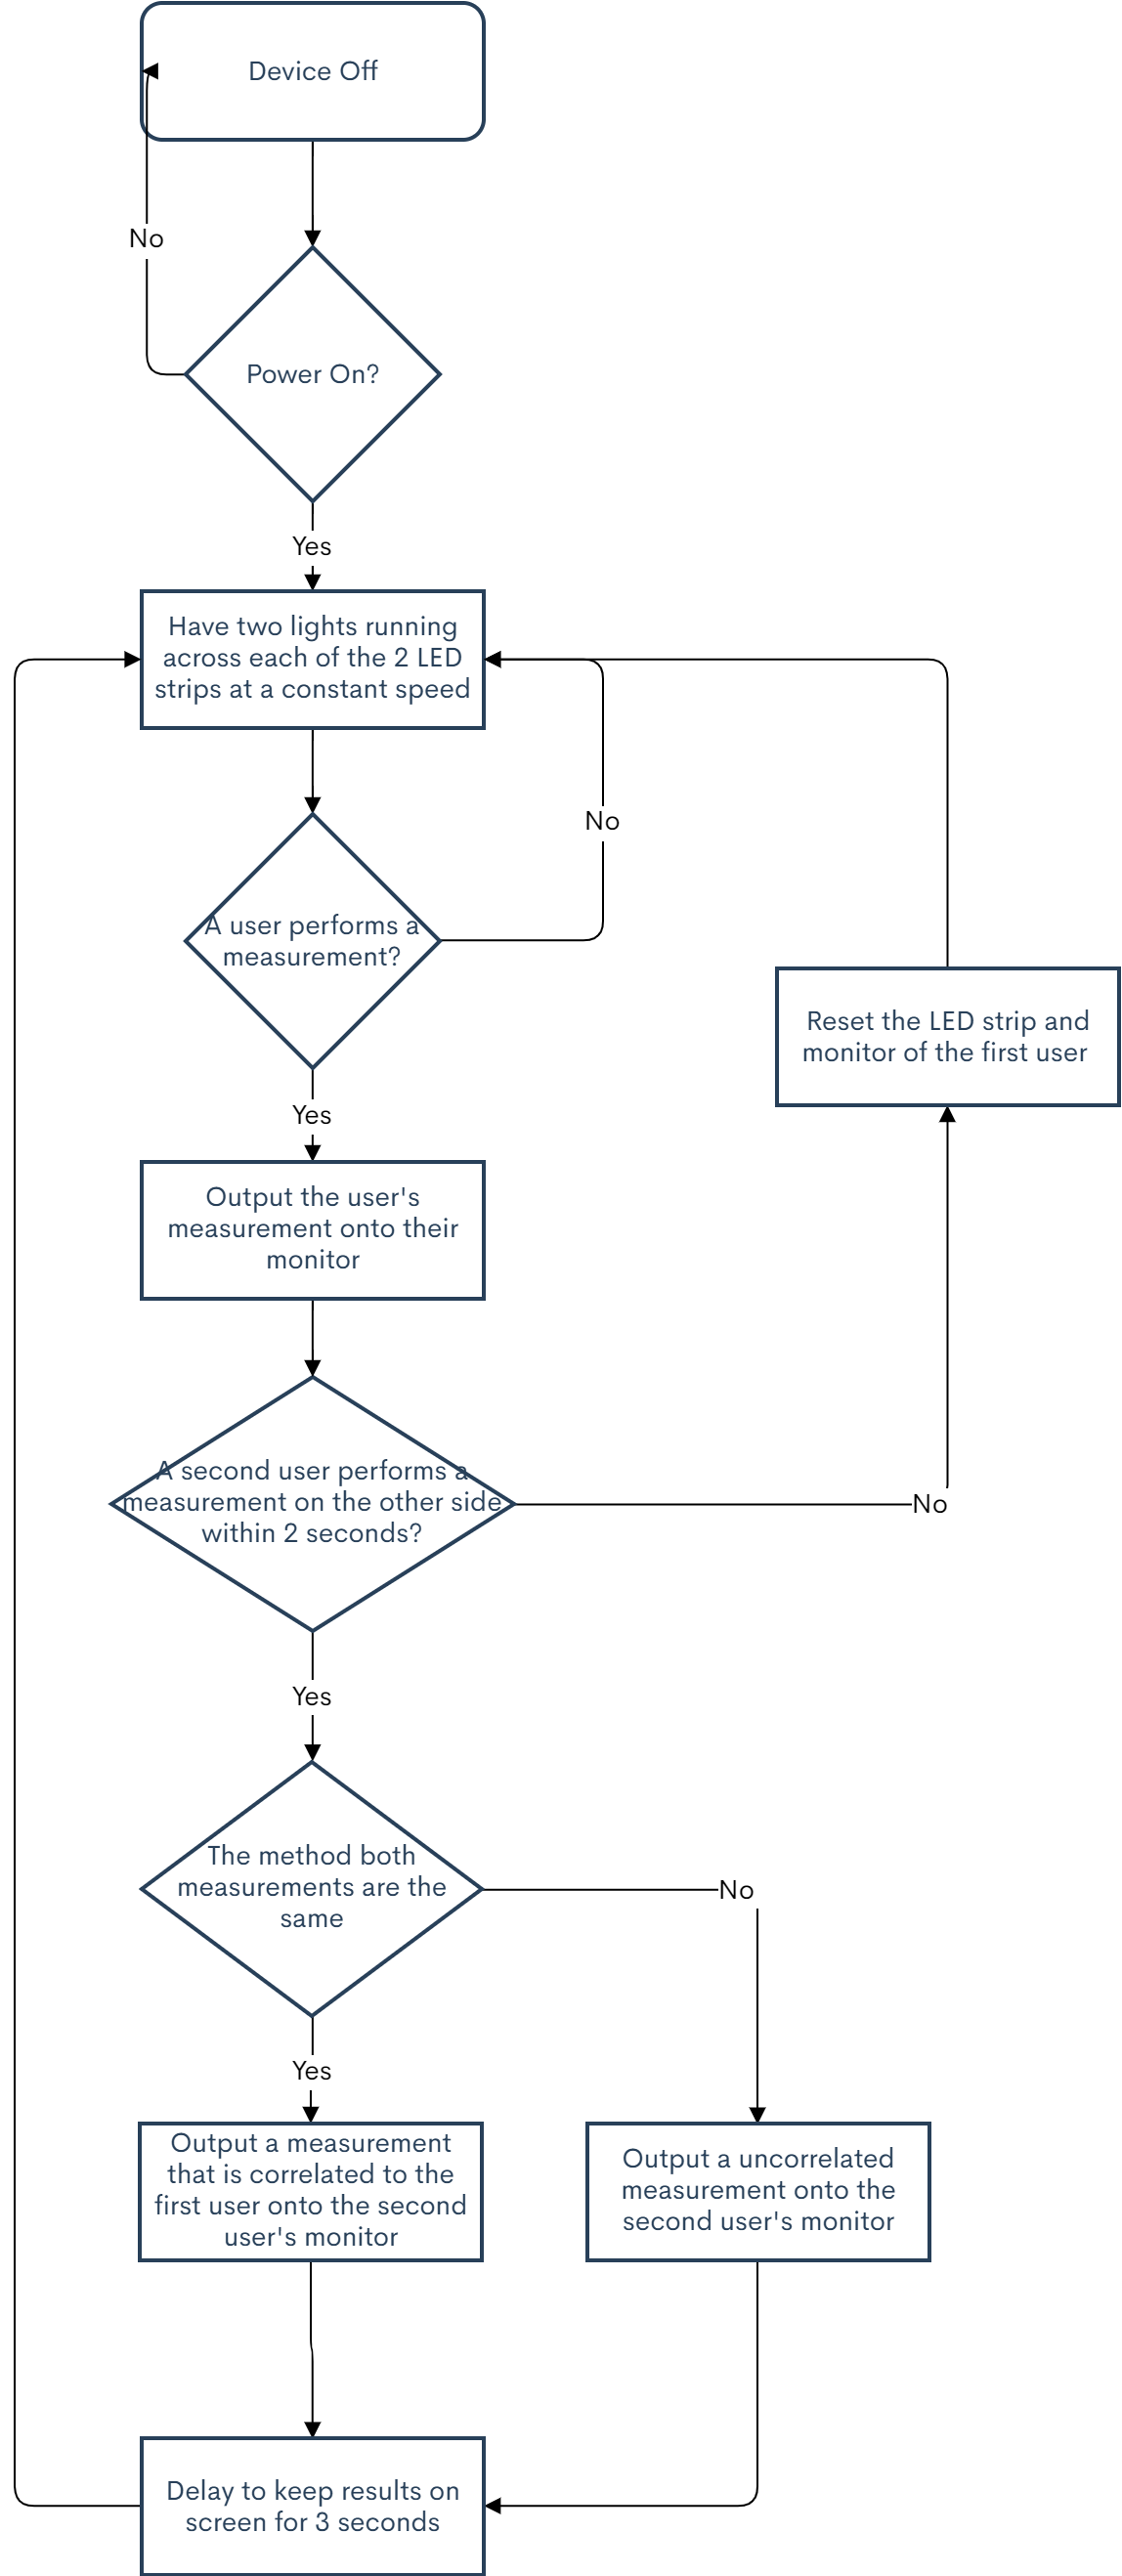 Device Off
No
Power On?
Yes
Have two lights running
across each of the 2 LED
strips at a constant speed
No
A user performs a
measurement?
Reset the LED strip and
monitor of the first user
Yes
Output the user's
measurement onto their
monitor
A second user performs a
measurement on the other side
within 2 seconds?
No
Yes
The method both
measurements are the
same
No
Yes
Output a measurement
that is correlated to the
first user onto the second
user's monitor
Output a uncorrelated
measurement onto the
second user's monitor
Delay to keep results on
screen for 3 seconds